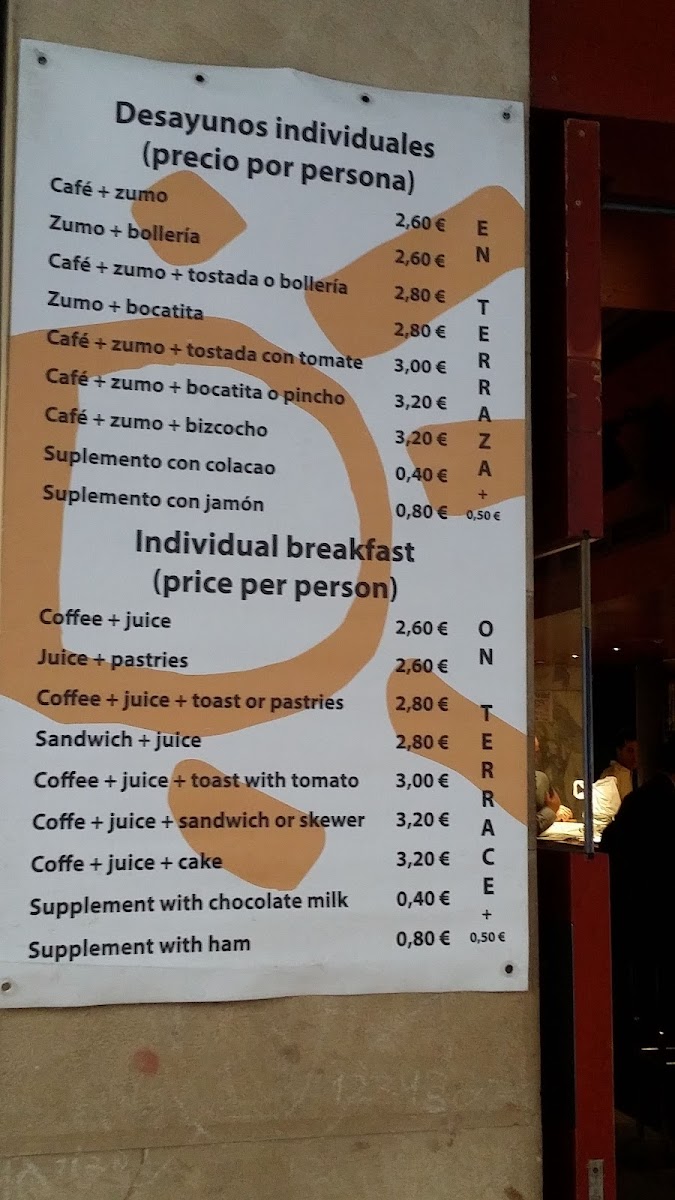 Desayunos individuales
(precio por persona)
Café + zumo 2,60 €
Zumo + bollería 2,60 €
Café + zumo + tostada o bollería 2,80 €
Zumo + bocatita 2,80 €
Café + zumo + tostada con tomate 3,00 €
Café + zumo + bocatita o pincho 3,20 €
Café + zumo + bizcocho 3,20 €
Suplemento con colacao 0,40 €
Suplemento con jamón 0,80 €
EN TERRAZA
+
0,50 €
Individual breakfast
(price per person)
Coffee + juice 2,60 €
Juice + pastries 2,60 €
Coffee + juice + toast or pastries 2,80 €
Sandwich + juice 2,80 €
Coffee + juice + toast with tomato 3,00 €
Coffe + juice + sandwich or skewer 3,20 €
Coffe + juice + cake 3,20 €
Supplement with chocolate milk 0,40 €
Supplement with ham 0,80 €
ON TERRACE
+
0,50 €